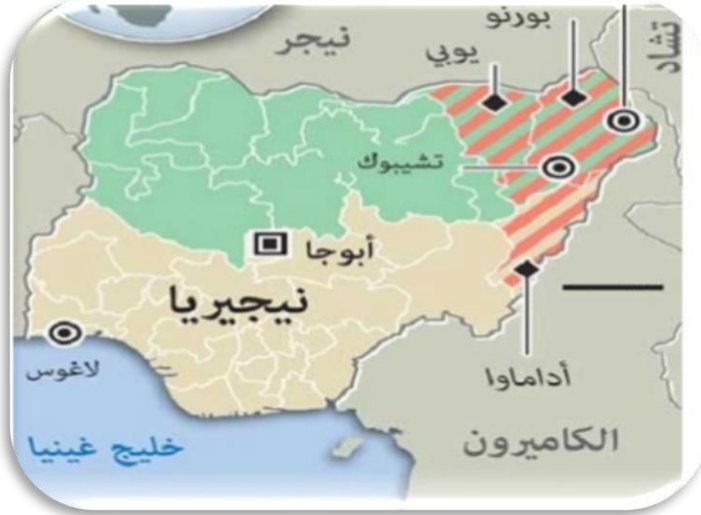 بورنو
نيجر
يوبي
تشاد
تشيبوك
أبوجا
نيجيريا
لاغوس
أداماوا
الكاميرون
خليج غينيا